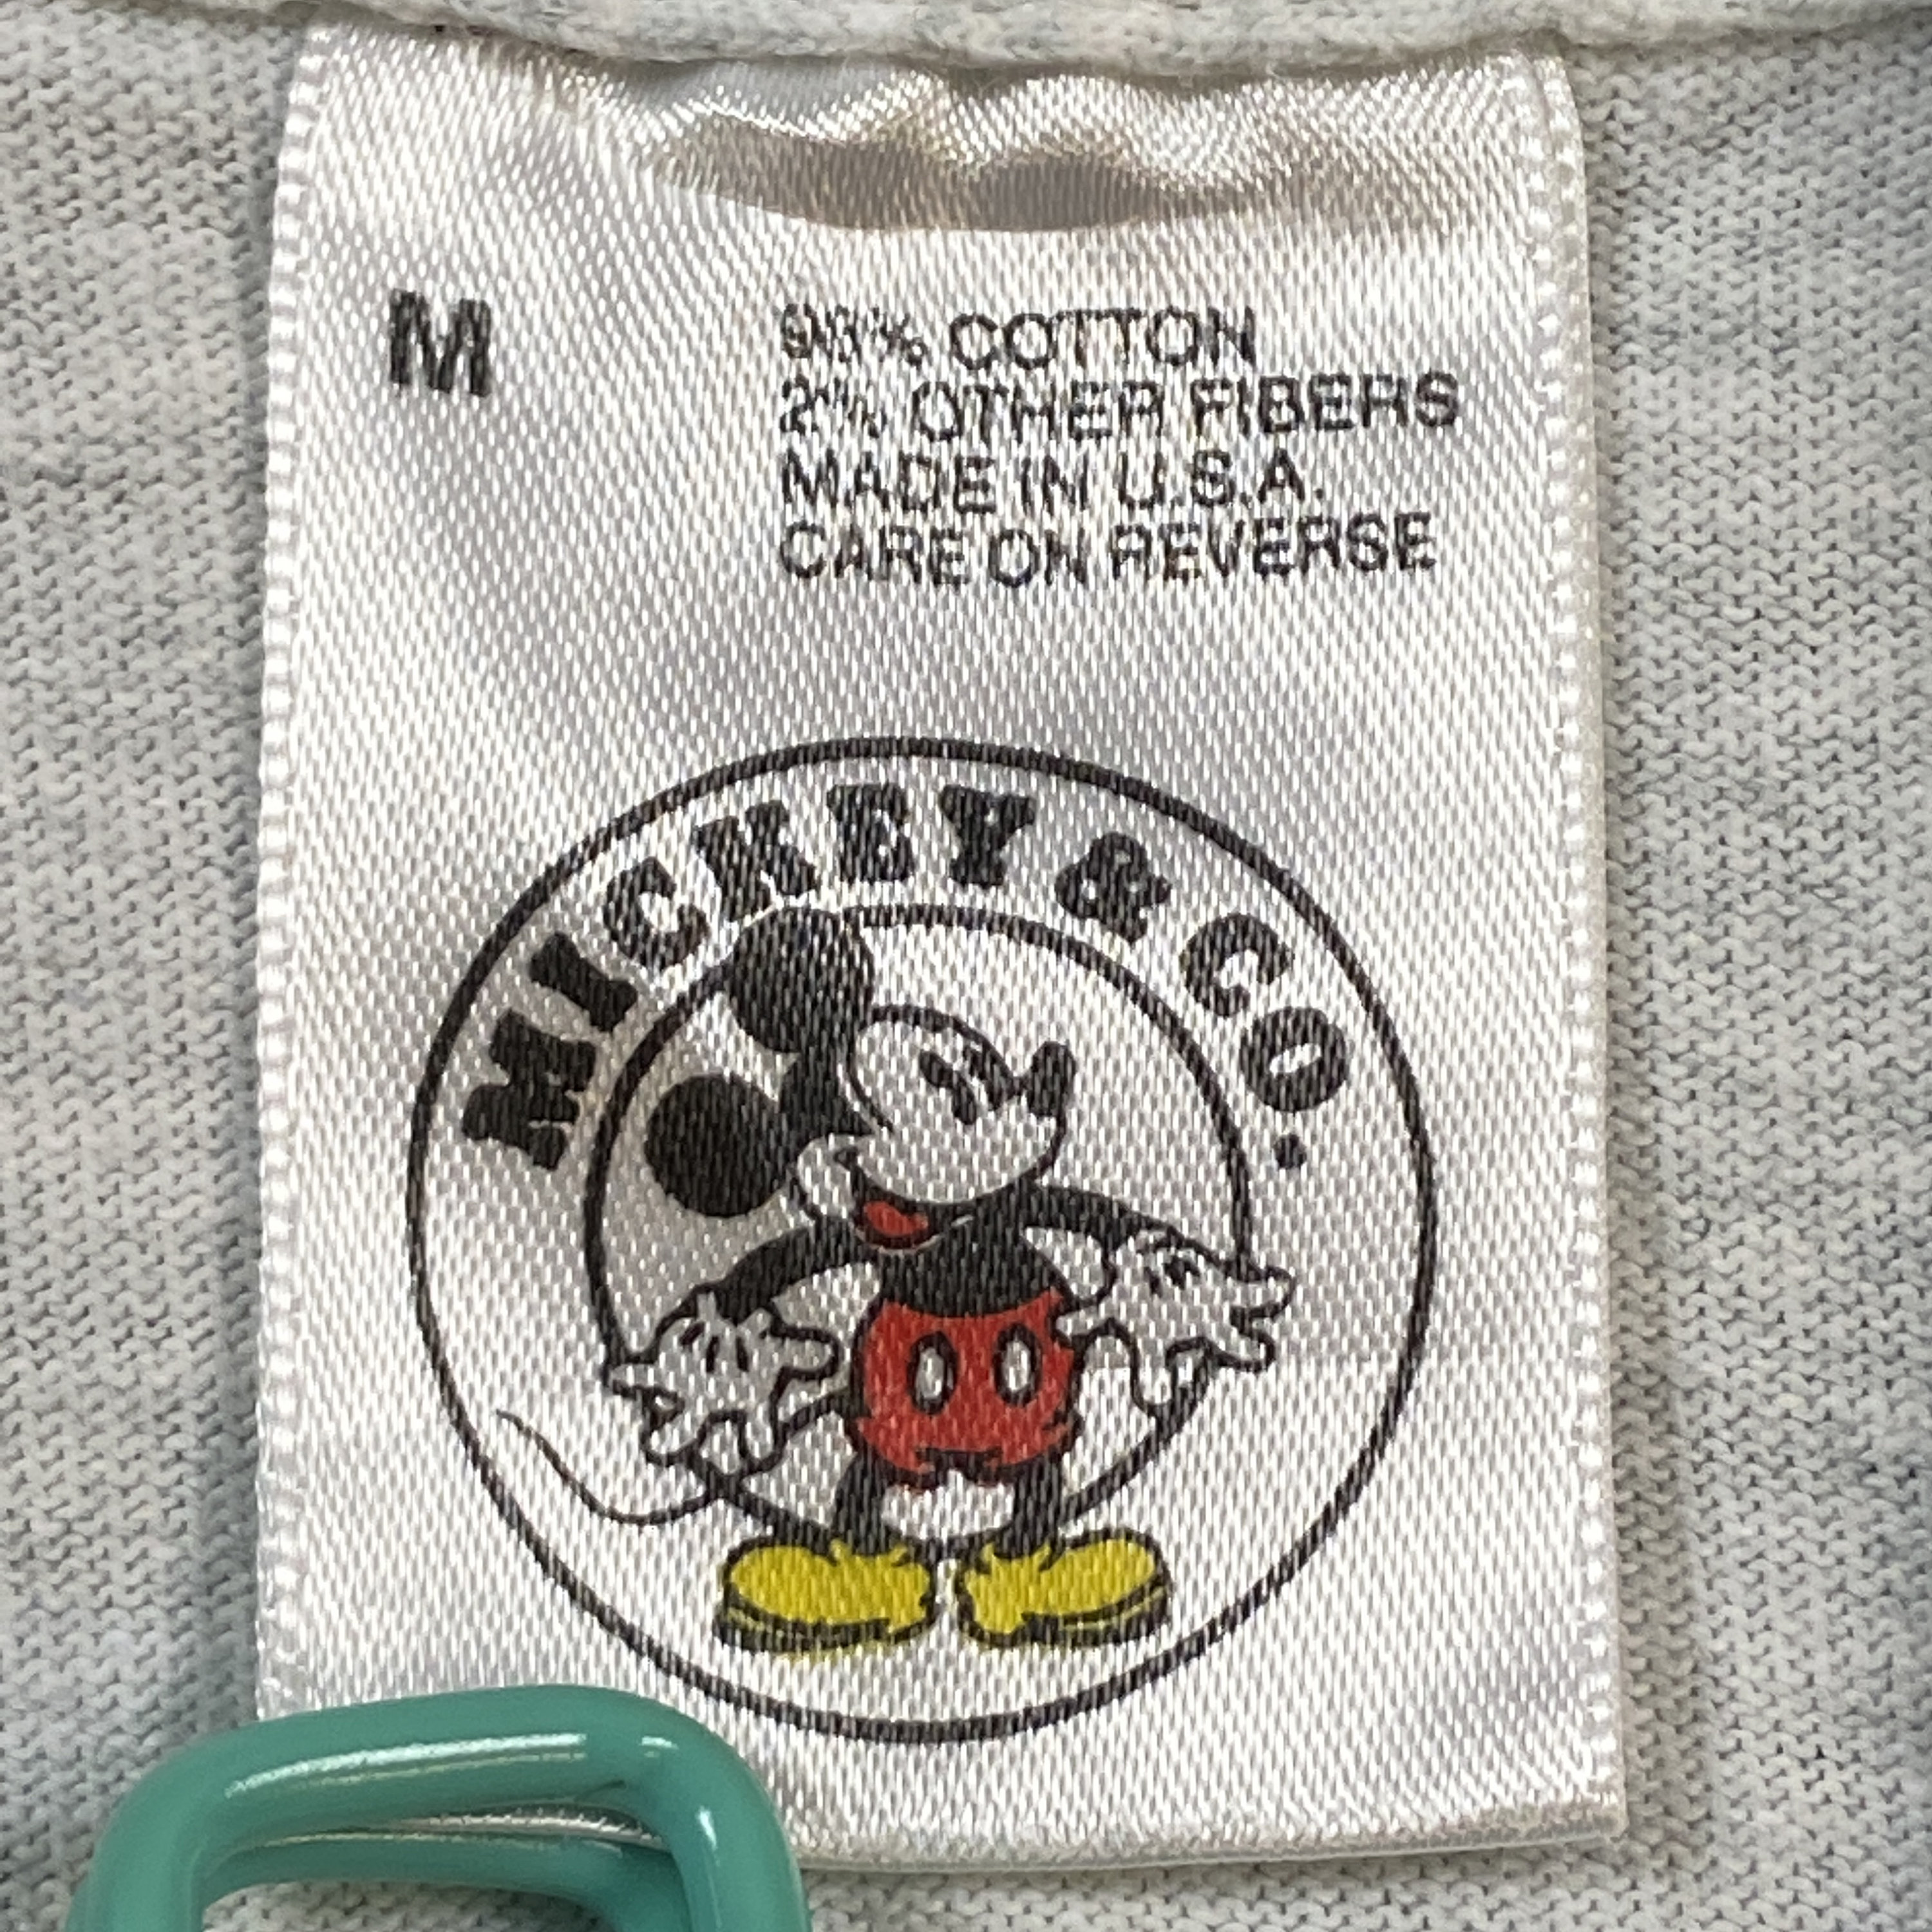 M
98% COTTON
2% OTHER FIBERS
MADE IN U.S.A.
CARE ON REVERSE
MICKEY & CO.